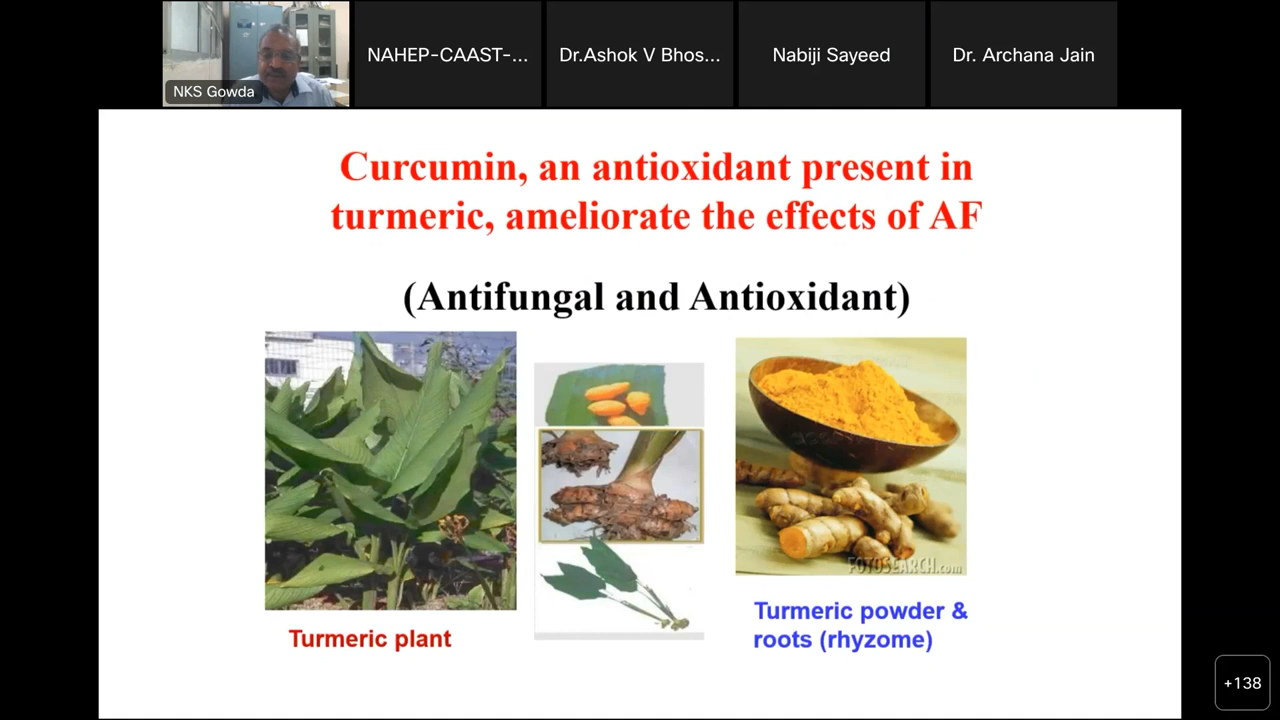 NKS Gowda
NAHEP-CAAST-...
Dr.Ashok V Bhos...
Nabiji Sayeed
Dr. Archana Jain
Curcumin, an antioxidant present in
turmeric, ameliorate the effects of AF
(Antifungal and Antioxidant)
FOTOSEARCH.com
Turmeric plant
Turmeric powder &
roots (rhyzome)
+138